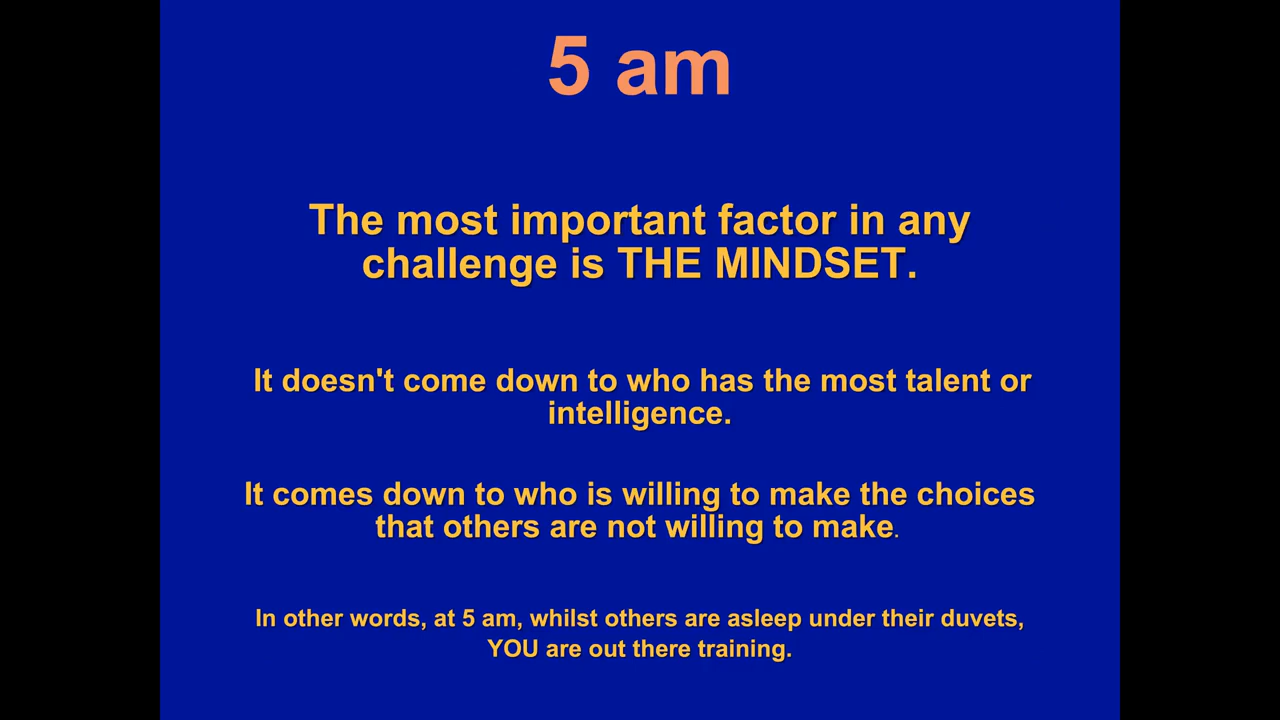 5 am
The most important factor in any
challenge is THE MINDSET.
It doesn't come down to who has the most talent or
intelligence.
It comes down to who is willing to make the choices
that others are not willing to make.
In other words, at 5 am, whilst others are asleep under their duvets,
YOU are out there training.